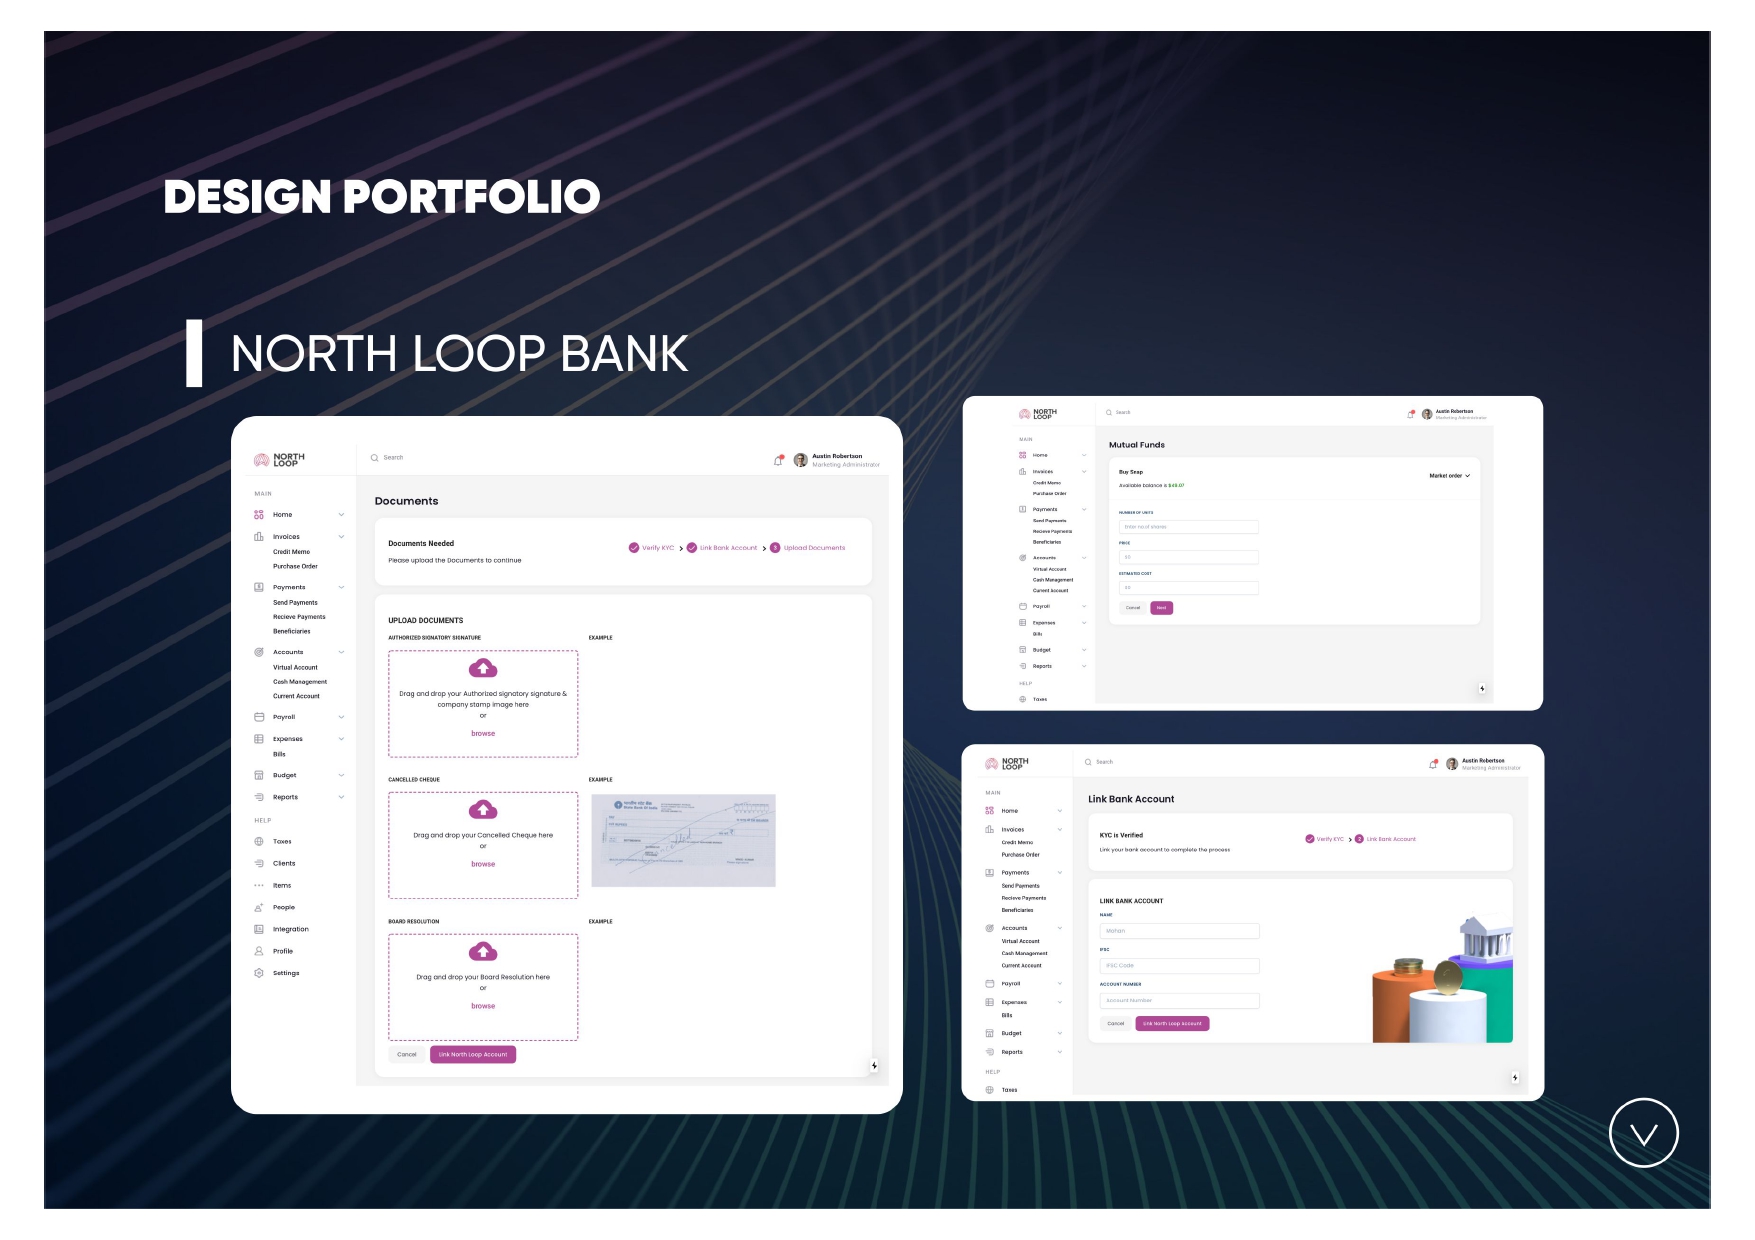 DESIGN PORTFOLIO
NORTH LOOP BANK
NORTH
LOOP
Search
Austin Robertson
Marketing Administrator
MAIN
Home
Invoices
Credit Memo
Purchase Order
Payments
Send Payments
Recieve Payments
Beneficiaries
Accounts
Virtual Account
Cash Management
Current Account
Payroll
Expenses
Bills
Budget
Reports
HELP
Taxes
Clients
Items
People
Integration
Profile
Settings
Documents
Documents Needed
Please upload the Documents to continue
Verify KYC > Link Bank Account > 3 Upload Documents
UPLOAD DOCUMENTS
AUTHORIZED SIGNATORY SIGNATURE EXAMPLE
Drag and drop your Authorized signatory signature &
company stamp image here
or
browse
CANCELLED CHEQUE EXAMPLE
Drag and drop your Cancelled Cheque here
or
browse
भारतीय स्टेट बैंक
State Bank Of India
BOARD RESOLUTION EXAMPLE
Drag and drop your Board Resolution here
or
browse
Cancel Link North Loop Account
NORTH
LOOP
Search
Austin Robertson
Marketing Administrator
MAIN
Home
Invoices
Credit Memo
Purchase Order
Payments
Send Payments
Recieve Payments
Beneficiaries
Accounts
Virtual Account
Cash Management
Current Account
Payroll
Expenses
Bills
Budget
Reports
HELP
Taxes
Mutual Funds
Buy Snap
Available balance is $49.07
Market order
NUMBER OF UNITS
Enter no.of shares
PRICE
$0
ESTIMATED COST
$0
Cancel Next
NORTH
LOOP
Search
Austin Robertson
Marketing Administrator
MAIN
Home
Invoices
Credit Memo
Purchase Order
Payments
Send Payments
Recieve Payments
Beneficiaries
Accounts
Virtual Account
Cash Management
Current Account
Payroll
Expenses
Bills
Budget
Reports
HELP
Taxes
Link Bank Account
KYC is Verified
Link your bank account to complete the process
Verify KYC > 2 Link Bank Account
LINK BANK ACCOUNT
NAME
Mohan
IFSC
IFSC Code
ACCOUNT NUMBER
Account Number
Cancel Link North Loop Account